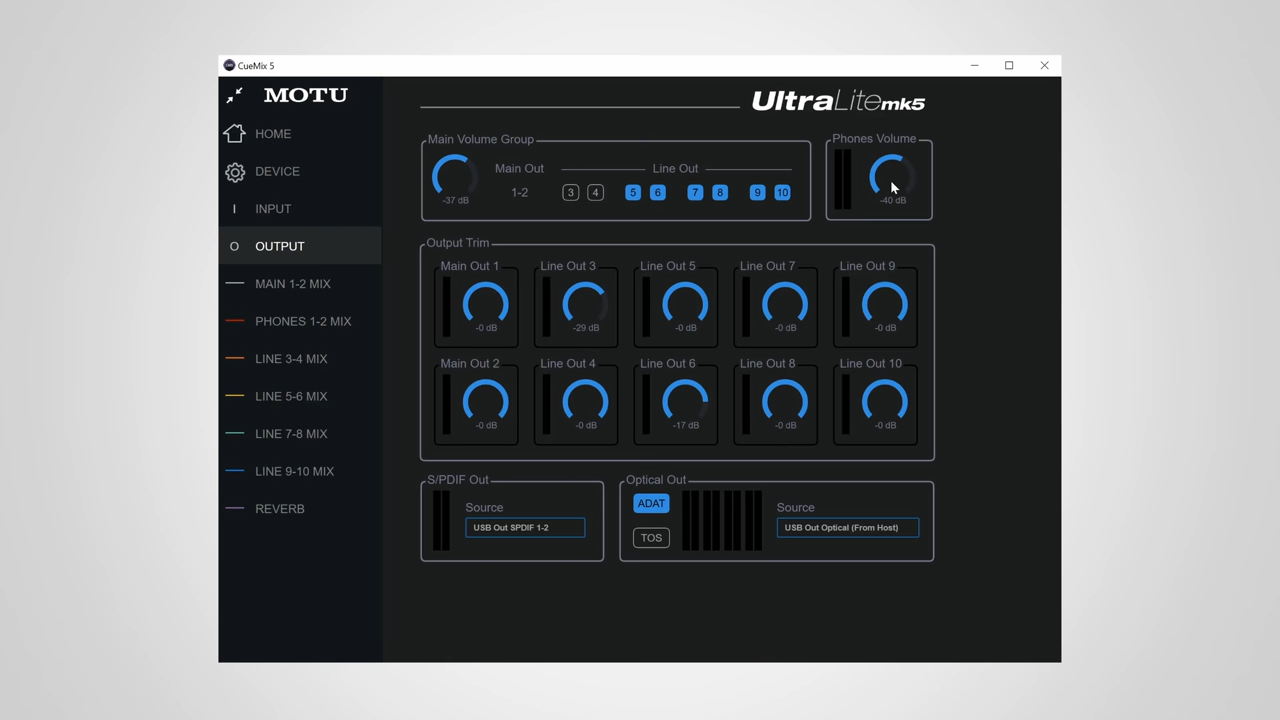 CueMix 5
MOTU
HOME
DEVICE
I INPUT
O OUTPUT
MAIN 1-2 MIX
PHONES 1-2 MIX
LINE 3-4 MIX
LINE 5-6 MIX
LINE 7-8 MIX
LINE 9-10 MIX
REVERB
UltraLitemk5
Main Volume Group
-37 dB
Main Out
1-2
Line Out
3 4 5 6 7 8 9 10
Phones Volume
-40 dB
Output Trim
Main Out 1 Line Out 3 Line Out 5 Line Out 7 Line Out 9
-0 dB -29 dB -0 dB -0 dB -0 dB
Main Out 2 Line Out 4 Line Out 6 Line Out 8 Line Out 10
-0 dB -0 dB -17 dB -0 dB -0 dB
S/PDIF Out
Source
USB Out SPDIF 1-2
Optical Out
ADAT
TOS
Source
USB Out Optical (From Host)